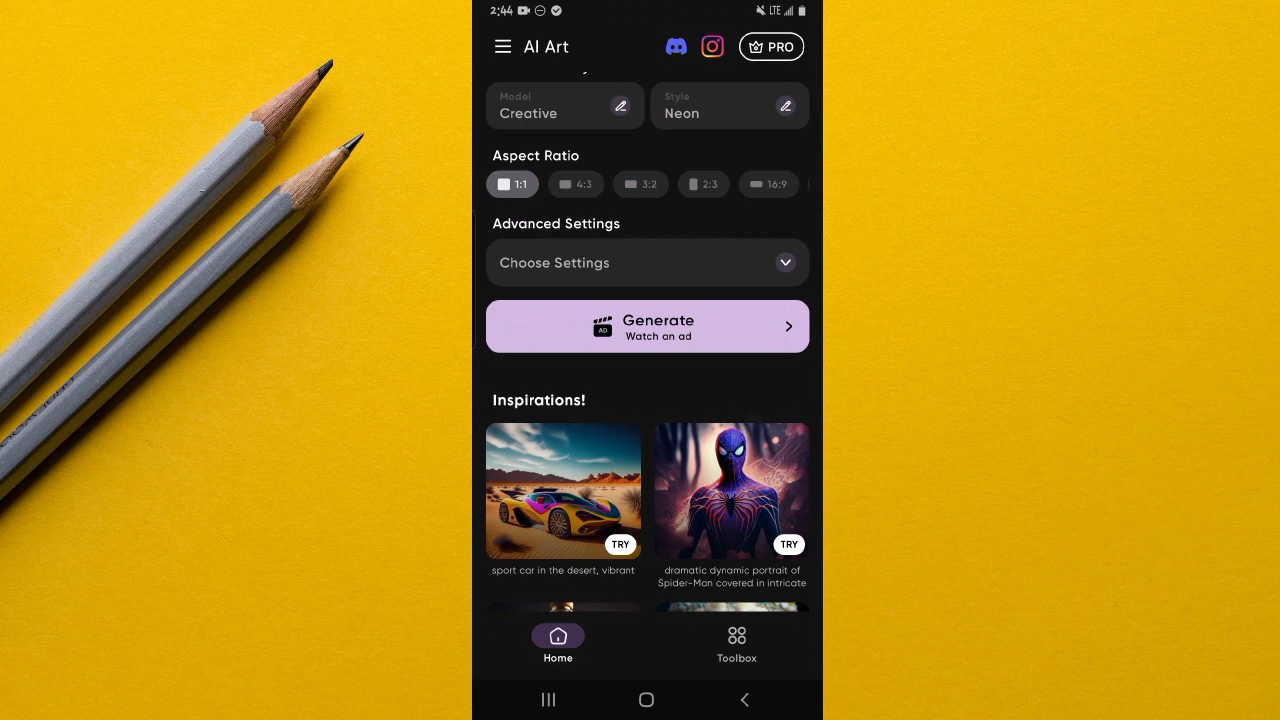 2:44
LTE
AI Art
PRO
Model
Creative
Style
Neon
Aspect Ratio
1:1
4:3
3:2
2:3
16:9
Advanced Settings
Choose Settings
AD
Generate
Watch an ad
Inspirations!
TRY
TRY
sport car in the desert, vibrant
dramatic dynamic portrait of
Spider-Man covered in intricate
Home
Toolbox